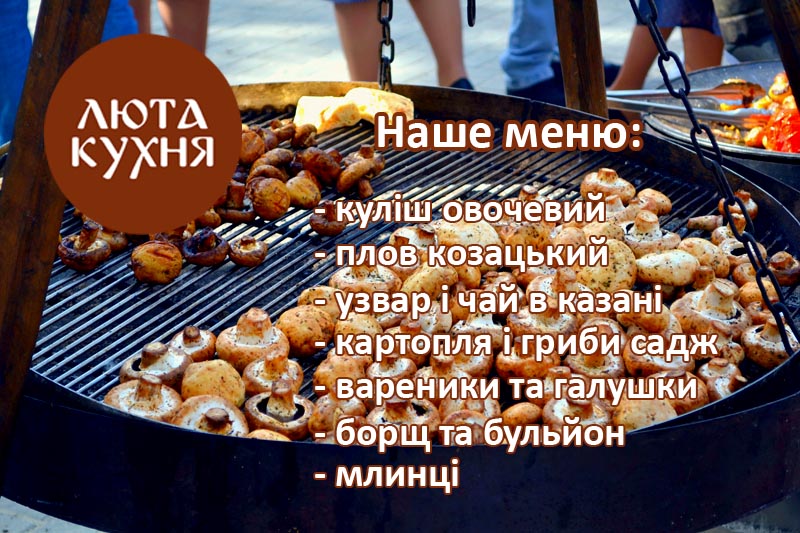 ЛЮТА
КУХНЯ
Наше меню:
- куліш овочевий
- плов козацький
- узвар і чай в казані
- картопля і гриби садж
- вареники та галушки
- борщ та бульйон
- млинці